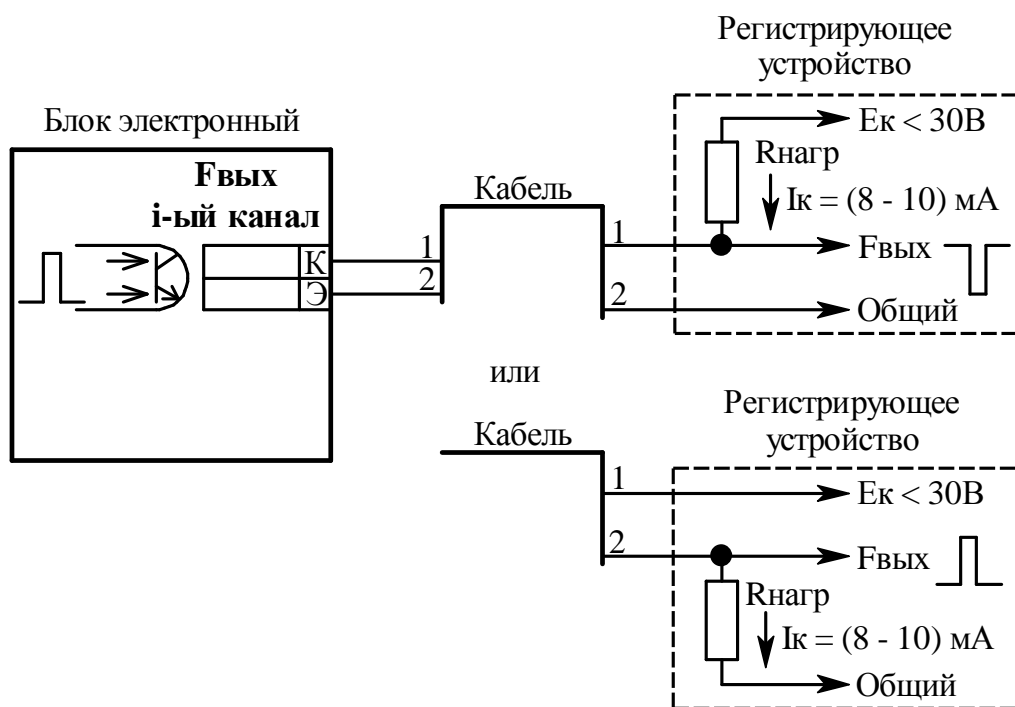 Регистрирующее
устройство
Блок электронный
Fвых
i-ый канал
К
Э
1
2
Кабель
1
2
Ек < 30В
Rнагр
Iк = (8 - 10) мА
Fвых
Общий
или
Кабель
1
2
Регистрирующее
устройство
Ек < 30В
Fвых
Rнагр
Iк = (8 - 10) мА
Общий